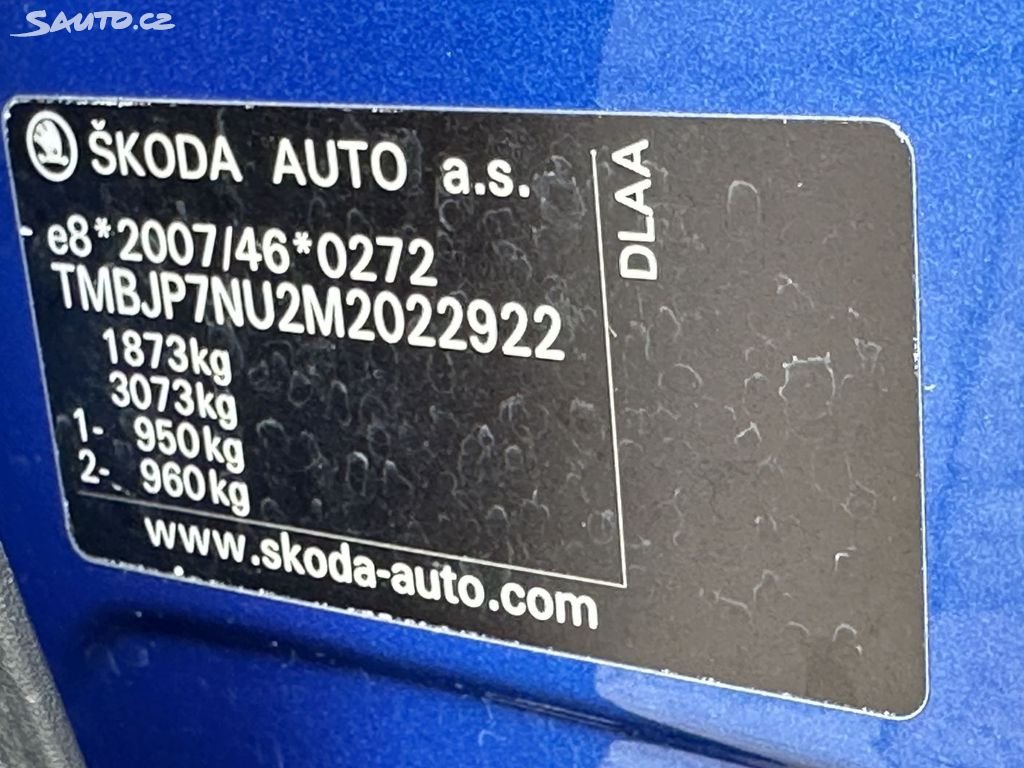 SAUTO.CZ
ŠKODA AUTO a.s.
DLAA
e8*2007/46*0272
TMBJP7NU2M2022922
1873kg
3073kg
1- 950kg
2- 960kg
www.skoda-auto.com